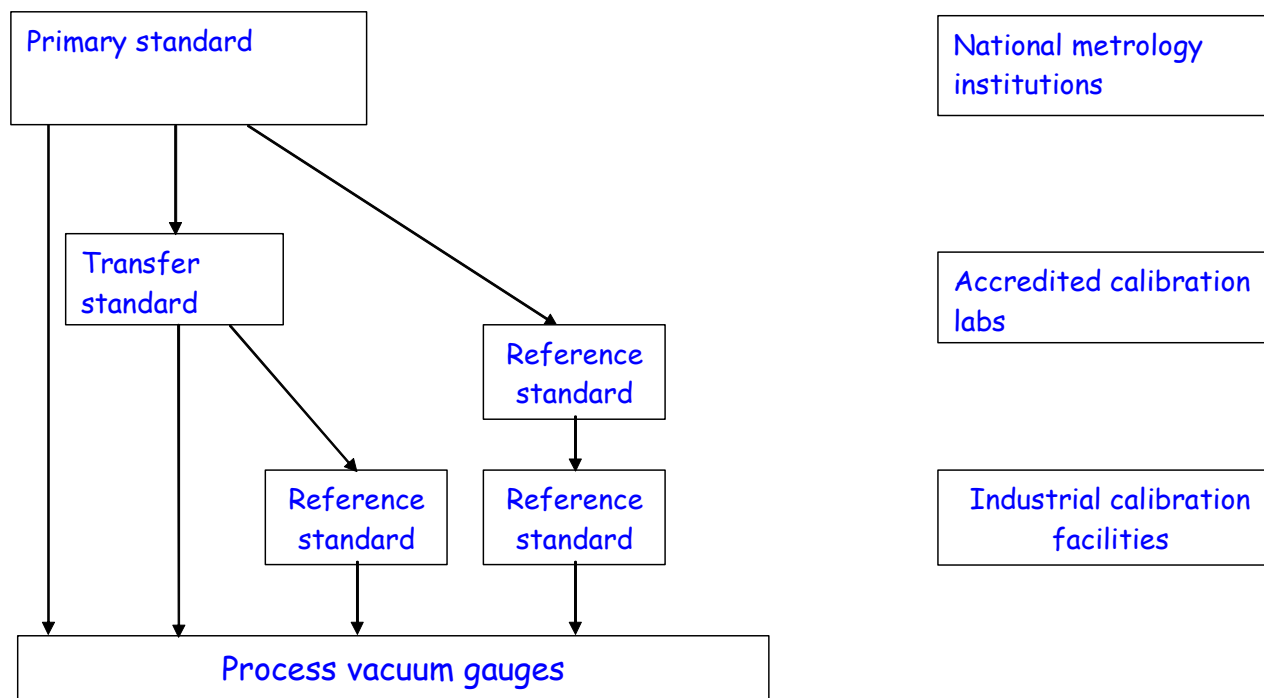 Primary standard
National metrology
institutions
Transfer
standard
Accredited calibration
labs
Reference
standard
Reference
standard
Reference
standard
Industrial calibration
facilities
Process vacuum gauges